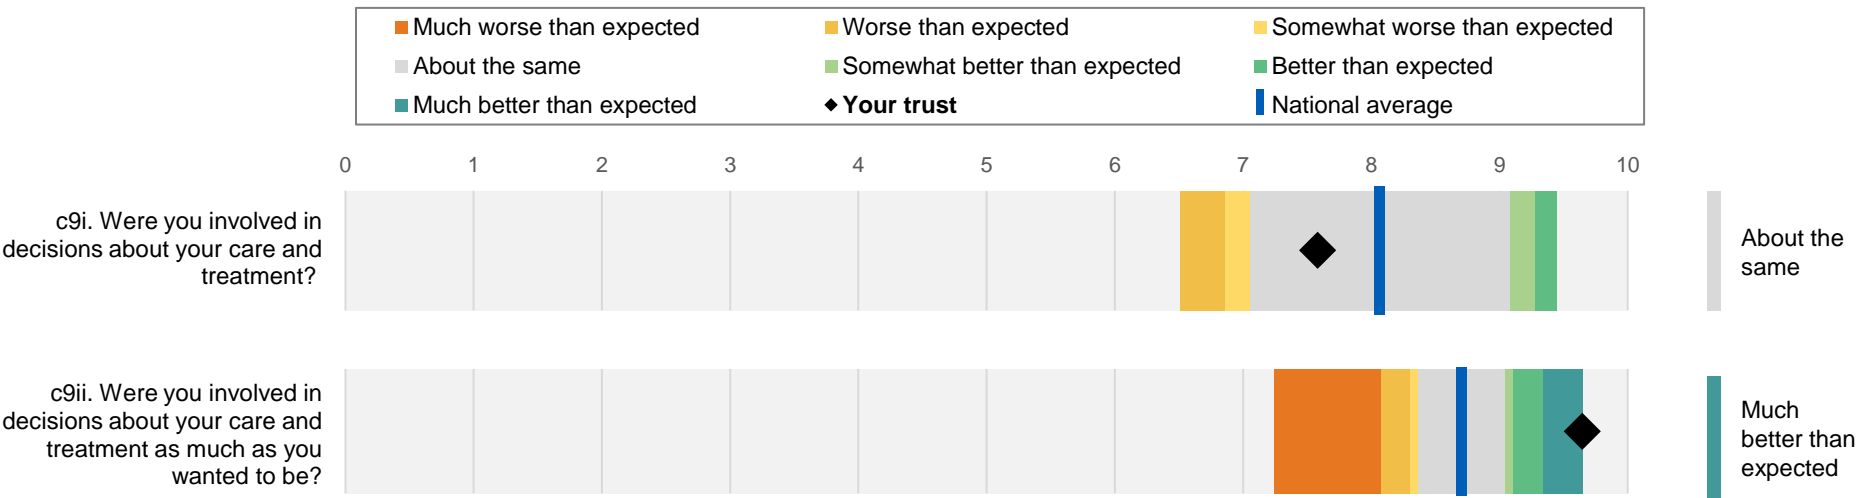 Much worse than expected
Worse than expected
Somewhat worse than expected
About the same
Somewhat better than expected
Better than expected
Much better than expected
Your trust
National average
0 1 2 3 4 5 6 7 8 9 10
c9i. Were you involved in
decisions about your care and
treatment?
About the
same
c9ii. Were you involved in
decisions about your care and
treatment as much as you
wanted to be?
Much
better than
expected